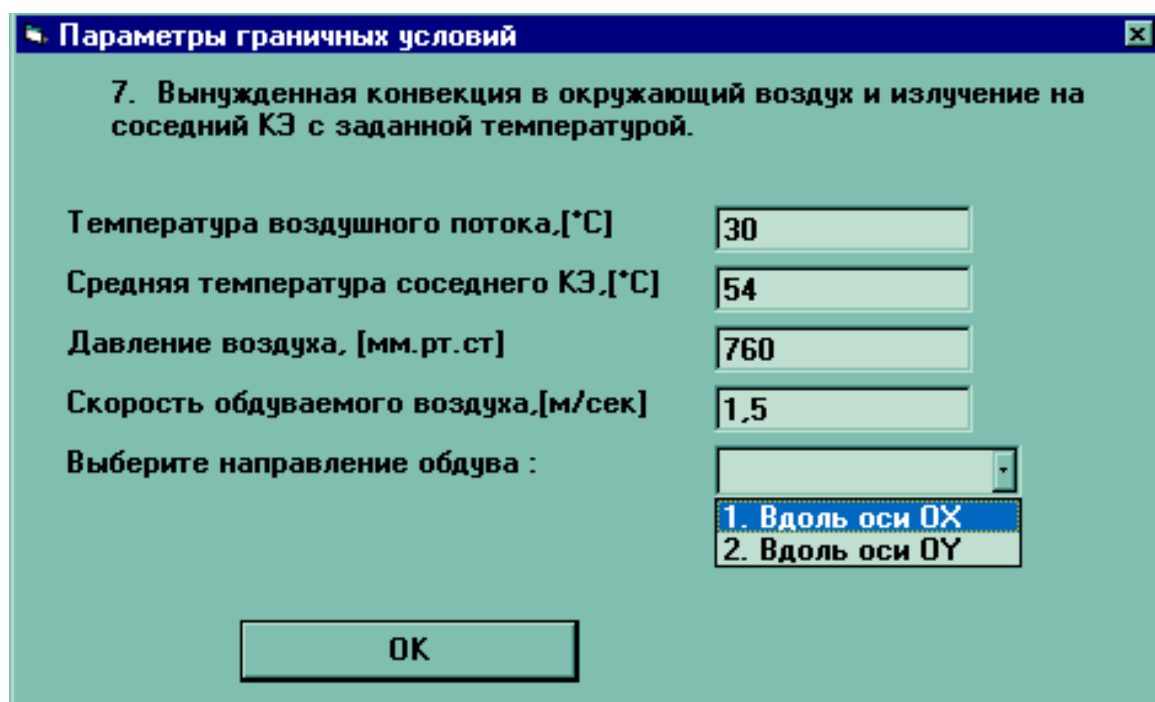 Параметры граничных условий
7. Вынужденная конвекция в окружающий воздух и излучение на
соседний КЭ с заданной температурой.
Температура воздушного потока,[°C] 30
Средняя температура соседнего КЭ,[°C] 54
Давление воздуха, [мм.рт.ст] 760
Скорость обдуваемого воздуха,[м/сек] 1,5
Выберите направление обдува :
1. Вдоль оси OX
2. Вдоль оси OY
OK